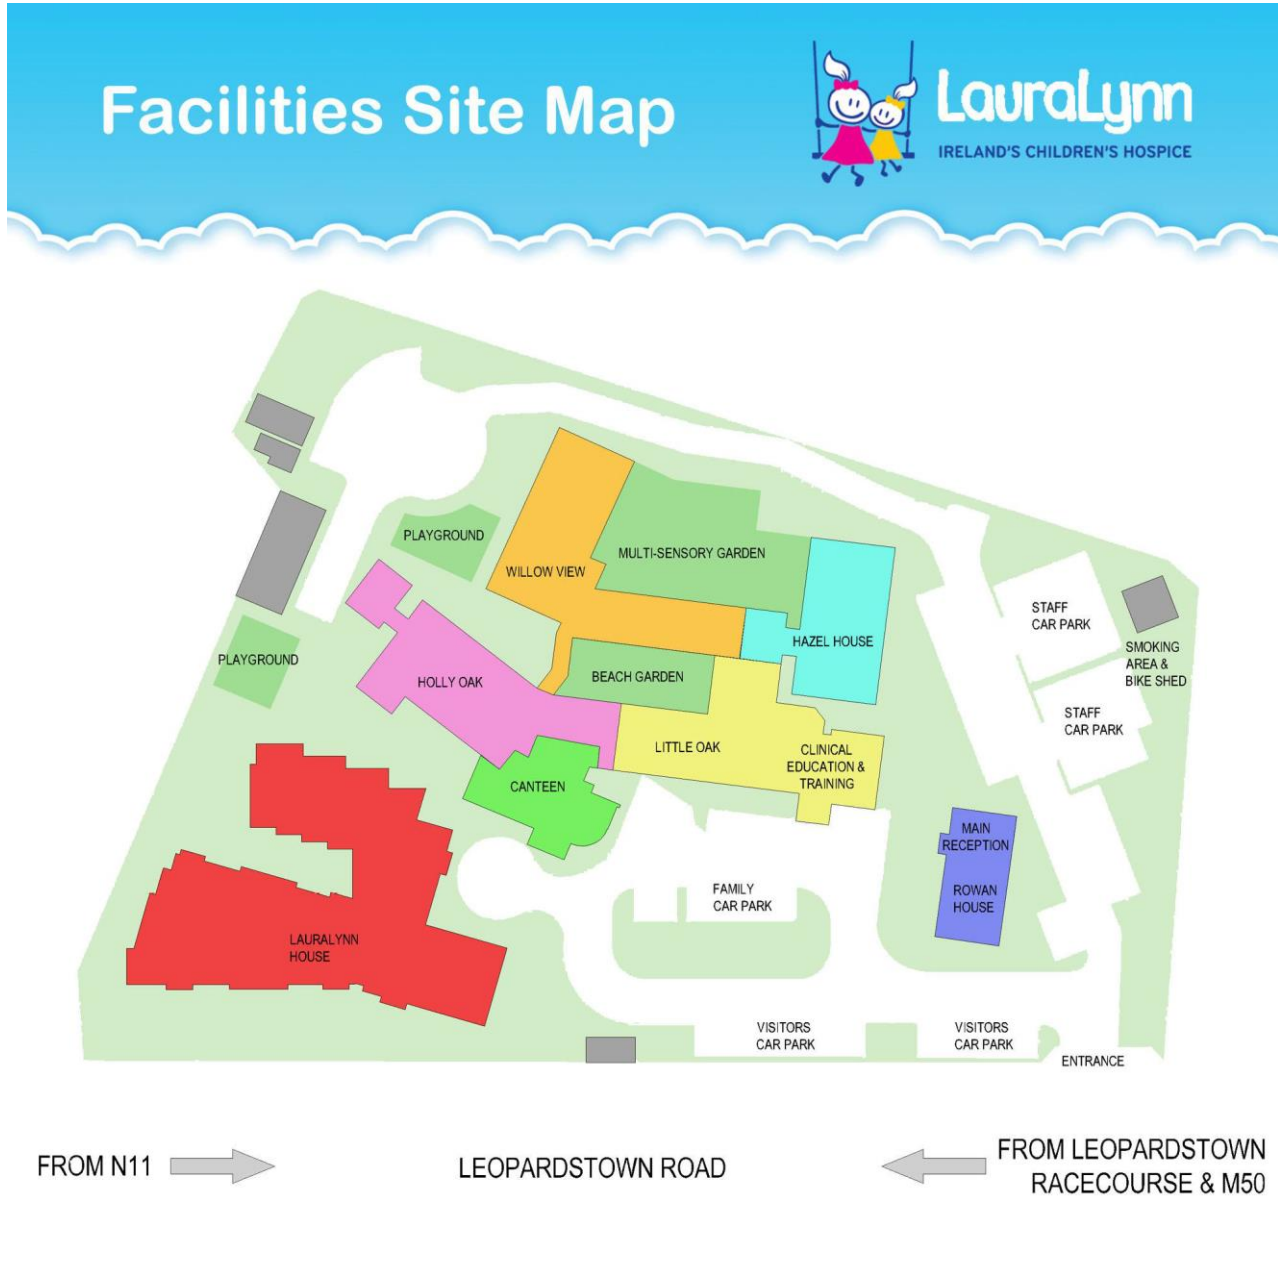 Facilities Site Map
LauraLynn
IRELAND'S CHILDREN'S HOSPICE
PLAYGROUND
MULTI-SENSORY GARDEN
WILLOW VIEW
STAFF
CAR PARK
HAZEL HOUSE
SMOKING
AREA &
BIKE SHED
PLAYGROUND
BEACH GARDEN
HOLLY OAK
STAFF
CAR PARK
LITTLE OAK
CLINICAL
EDUCATION &
TRAINING
CANTEEN
MAIN
RECEPTION
ROWAN
HOUSE
FAMILY
CAR PARK
LAURALYNN
HOUSE
VISITORS
CAR PARK
VISITORS
CAR PARK
ENTRANCE
FROM N11
LEOPARDSTOWN ROAD
FROM LEOPARDSTOWN
RACECOURSE & M50